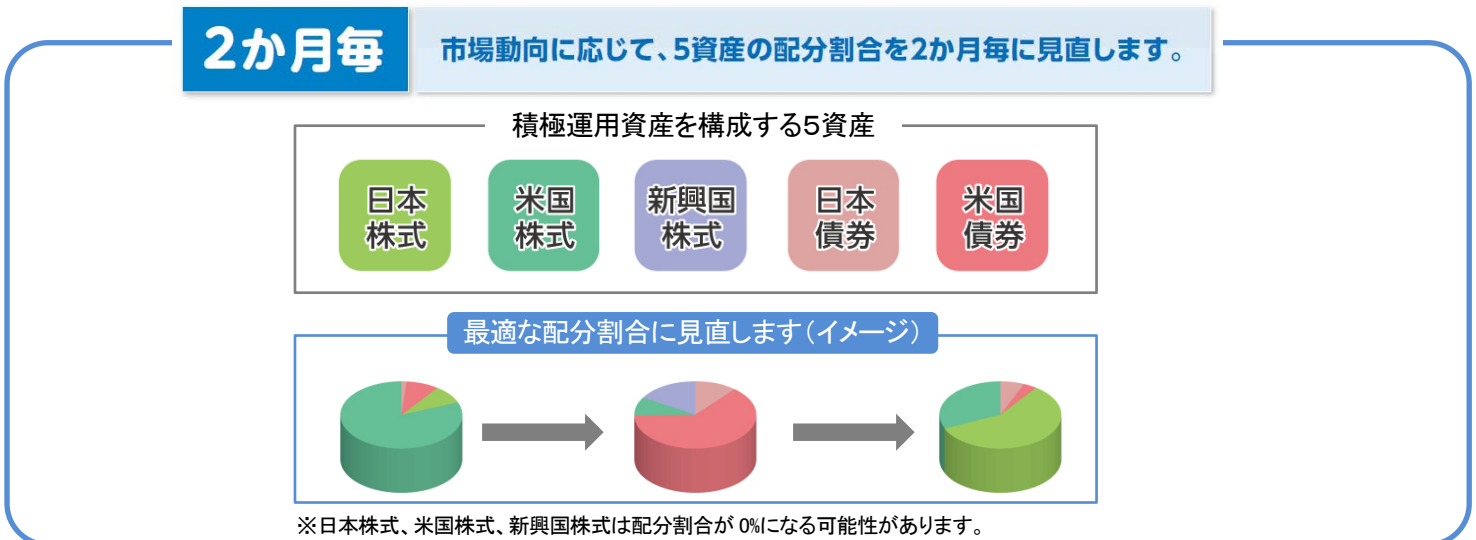 2か月毎
市場動向に応じて、5資産の配分割合を2か月毎に見直します。
積極運用資産を構成する5資産
日本
株式
米国
株式
新興国
株式
日本
債券
米国
債券
最適な配分割合に見直します(イメージ)
※日本株式、米国株式、新興国株式は配分割合が 0%になる可能性があります。